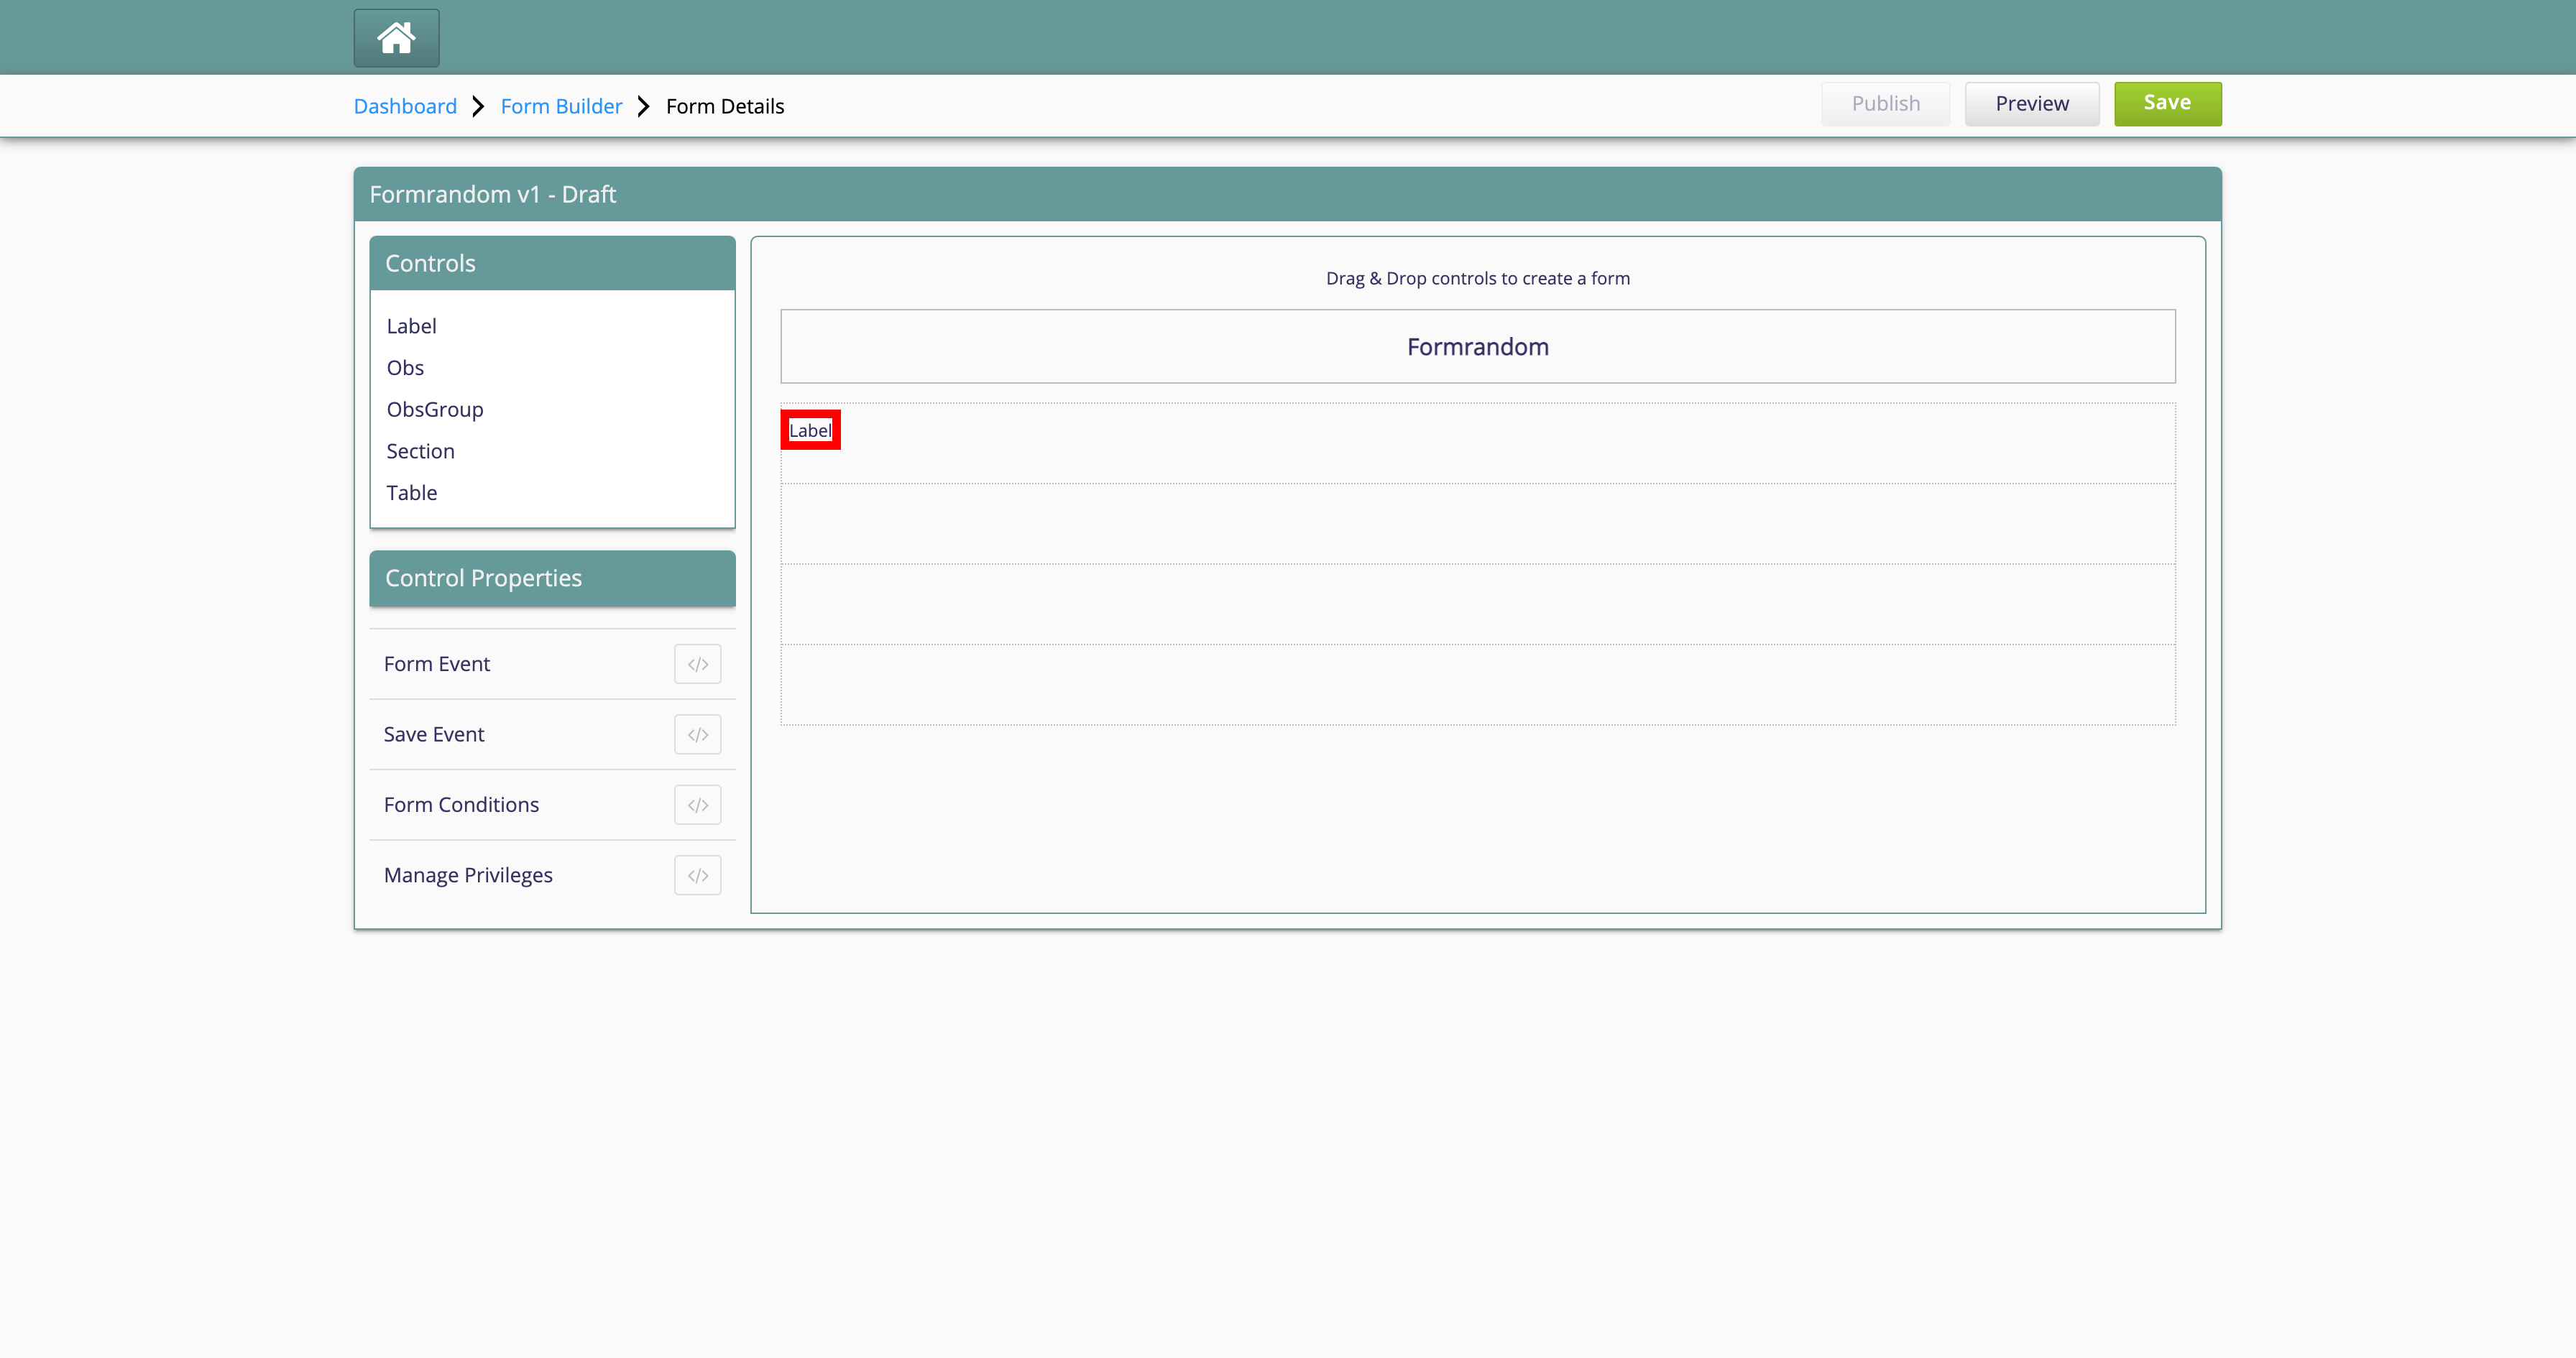 Dashboard Form Builder Form Details
Publish Preview Save
Formrandom v1 - Draft
Controls
Label
Obs
ObsGroup
Section
Table
Control Properties
Form Event </>
Save Event </>
Form Conditions </>
Manage Privileges </>
Drag & Drop controls to create a form
Formrandom
Label